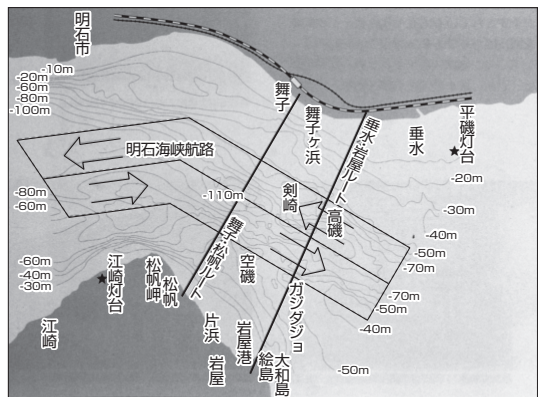 明石市
-10m
-20m
-60m
-80m
-100m
舞子
舞子ヶ浜
垂水・岩屋ルート
垂水
平磯灯台
明石海峡航路
-20m
-30m
-40m
-50m
-70m
-70m
-50m
-40m
-110m
剣崎
高磯
-80m
-60m
舞子・松帆ルート
空磯
ガシダジョ
-60m
-40m
-30m
江崎灯台
松帆岬
松帆
江崎
片浜
岩屋
岩屋港
絵島
大和島
-50m